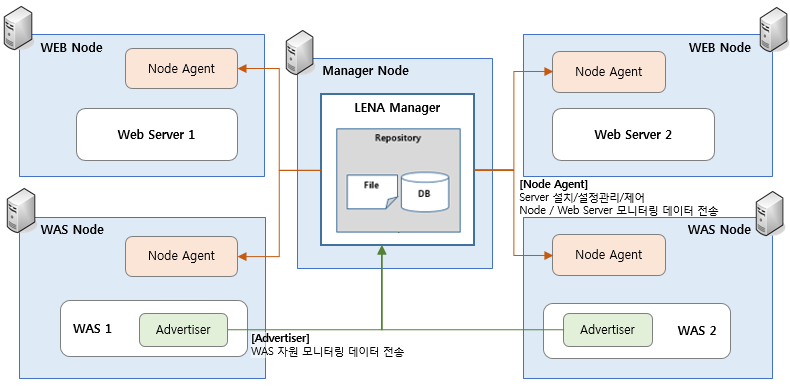 WEB Node
Node Agent
Web Server 1
Manager Node
LENA Manager
Repository
File
DB
WEB Node
Node Agent
Web Server 2
[Node Agent]
Server 설치/설정관리/제어
Node / Web Server 모니터링 데이터 전송
WAS Node
Node Agent
WAS 1
Advertiser
[Advertiser]
WAS 자원 모니터링 데이터 전송
WAS Node
Node Agent
Advertiser
WAS 2